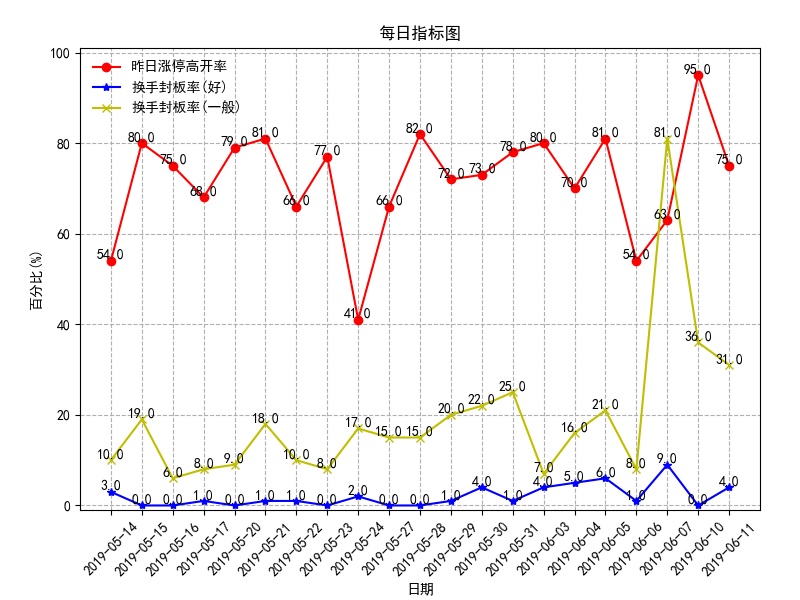 每日指标图
昨日涨停高开率
换手封板率(好)
换手封板率(一般)
百分比(%)
100
80
60
40
20
0
54.0 80.0 75.0 68.0 79.0 81.0 66.0 77.0 41.0 66.0 82.0 72.0 73.0 78.0 80.0 70.0 81.0 54.0 63.0 95.0 75.0
10.0 19.0 6.0 8.0 9.0 18.0 10.0 8.0 17.0 15.0 15.0 20.0 22.0 25.0 7.0 16.0 21.0 8.0 81.0 36.0 31.0
3.0 0.0 0.0 1.0 0.0 1.0 1.0 0.0 2.0 0.0 0.0 1.0 4.0 1.0 4.0 5.0 6.0 1.0 9.0 0.0 4.0
2019-05-14 2019-05-15 2019-05-16 2019-05-17 2019-05-20 2019-05-21 2019-05-22 2019-05-23 2019-05-24 2019-05-27 2019-05-28 2019-05-29 2019-05-30 2019-05-31 2019-06-03 2019-06-04 2019-06-05 2019-06-06 2019-06-07 2019-06-10 2019-06-11
日期